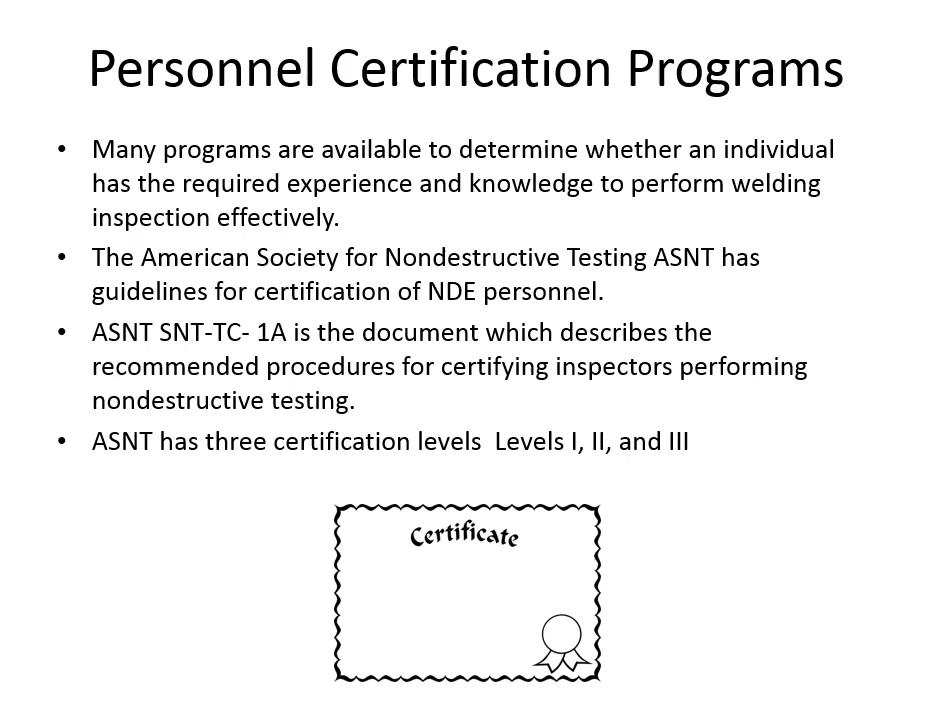 Personnel Certification Programs
• Many programs are available to determine whether an individual
has the required experience and knowledge to perform welding
inspection effectively.
• The American Society for Nondestructive Testing ASNT has
guidelines for certification of NDE personnel.
• ASNT SNT-TC- 1A is the document which describes the
recommended procedures for certifying inspectors performing
nondestructive testing.
• ASNT has three certification levels  Levels I, II, and III
Certificate